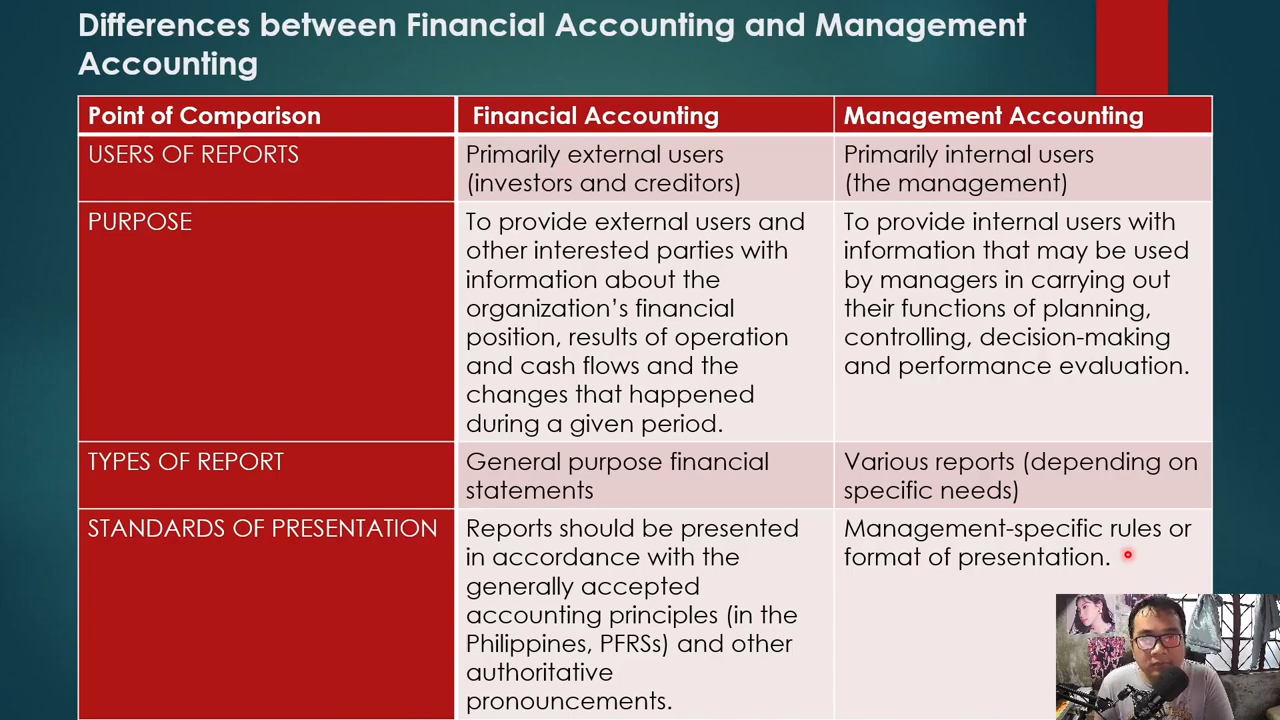 Differences between Financial Accounting and Management
Accounting
Point of Comparison
Financial Accounting
Management Accounting
USERS OF REPORTS
Primarily external users
(investors and creditors)
Primarily internal users
(the management)
PURPOSE
To provide external users and
other interested parties with
information about the
organization's financial
position, results of operation
and cash flows and the
changes that happened
during a given period.
To provide internal users with
information that may be used
by managers in carrying out
their functions of planning,
controlling, decision-making
and performance evaluation.
TYPES OF REPORT
General purpose financial
statements
Various reports (depending on
specific needs)
STANDARDS OF PRESENTATION
Reports should be presented
in accordance with the
generally accepted
accounting principles (in the
Philippines, PFRSs) and other
authoritative
pronouncements.
Management-specific rules or
format of presentation.